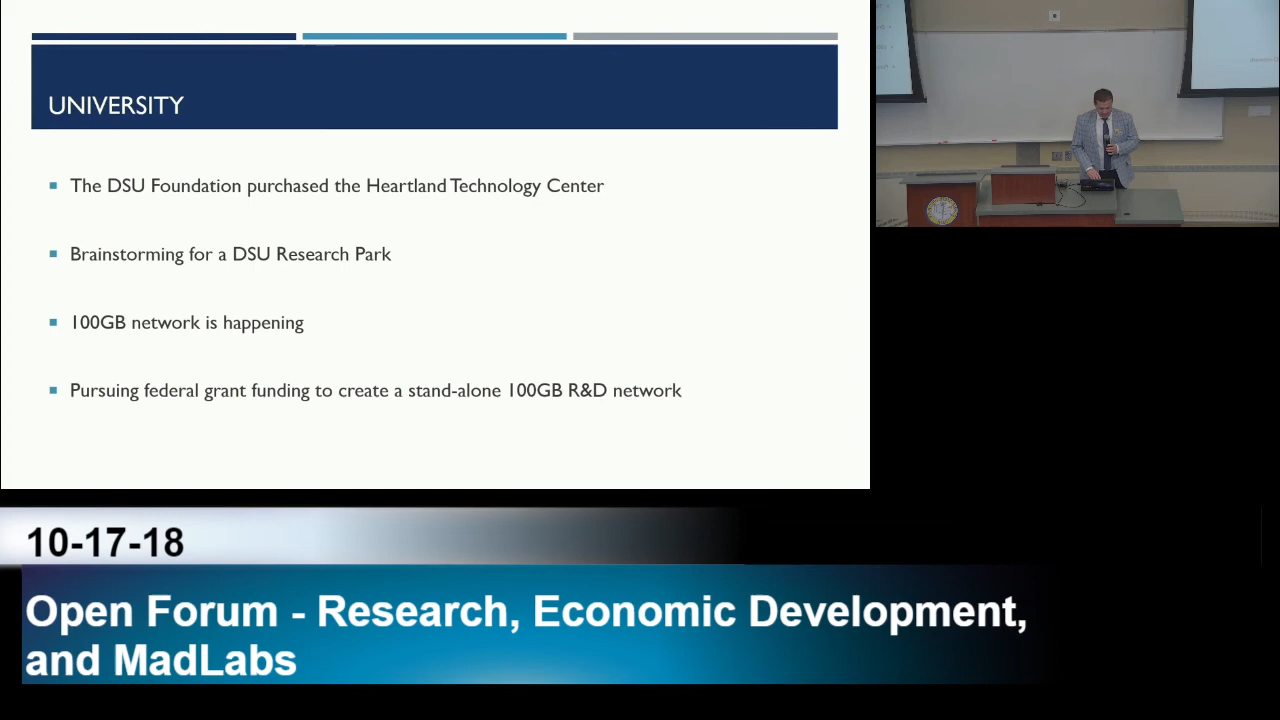 UNIVERSITY
The DSU Foundation purchased the Heartland Technology Center
Brainstorming for a DSU Research Park
100GB network is happening
Pursuing federal grant funding to create a stand-alone 100GB R&D network
10-17-18
Open Forum - Research, Economic Development,
and MadLabs